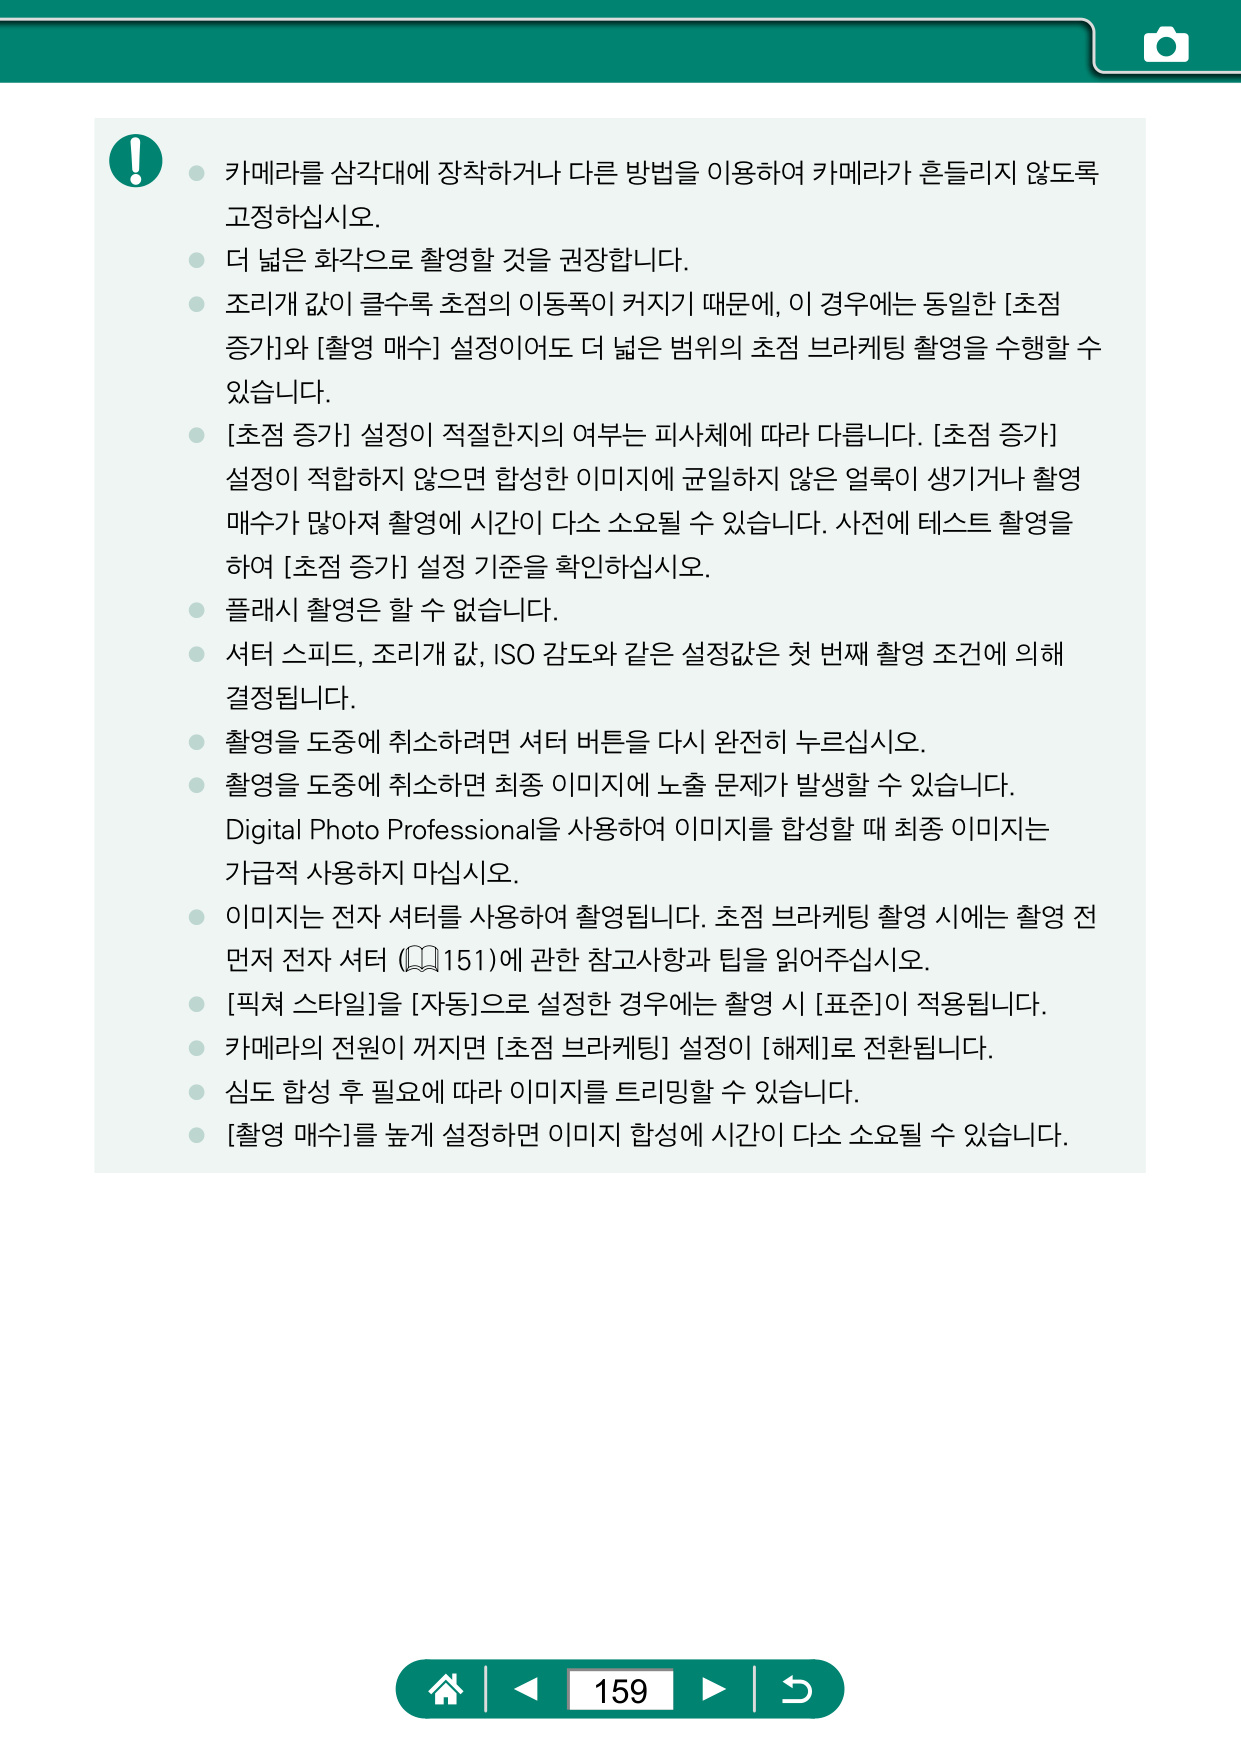 카메라를 삼각대에 장착하거나 다른 방법을 이용하여 카메라가 흔들리지 않도록
고정하십시오.
더 넓은 화각으로 촬영할 것을 권장합니다.
조리개 값이 클수록 초점의 이동폭이 커지기 때문에, 이 경우에는 동일한 [초점
증가]와 [촬영 매수] 설정이어도 더 넓은 범위의 초점 브라케팅 촬영을 수행할 수
있습니다.
[초점 증가] 설정이 적절한지의 여부는 피사체에 따라 다릅니다. [초점 증가]
설정이 적합하지 않으면 합성한 이미지에 균일하지 않은 얼룩이 생기거나 촬영
매수가 많아져 촬영에 시간이 다소 소요될 수 있습니다. 사전에 테스트 촬영을
하여 [초점 증가] 설정 기준을 확인하십시오.
플래시 촬영은 할 수 없습니다.
셔터 스피드, 조리개 값, ISO 감도와 같은 설정값은 첫 번째 촬영 조건에 의해
결정됩니다.
촬영을 도중에 취소하려면 셔터 버튼을 다시 완전히 누르십시오.
촬영을 도중에 취소하면 최종 이미지에 노출 문제가 발생할 수 있습니다.
Digital Photo Professional을 사용하여 이미지를 합성할 때 최종 이미지는
가급적 사용하지 마십시오.
이미지는 전자 셔터를 사용하여 촬영됩니다. 초점 브라케팅 촬영 시에는 촬영 전
먼저 전자 셔터 (151)에 관한 참고사항과 팁을 읽어주십시오.
[픽쳐 스타일]을 [자동]으로 설정한 경우에는 촬영 시 [표준]이 적용됩니다.
카메라의 전원이 꺼지면 [초점 브라케팅] 설정이 [해제]로 전환됩니다.
심도 합성 후 필요에 따라 이미지를 트리밍할 수 있습니다.
[촬영 매수]를 높게 설정하면 이미지 합성에 시간이 다소 소요될 수 있습니다.
159